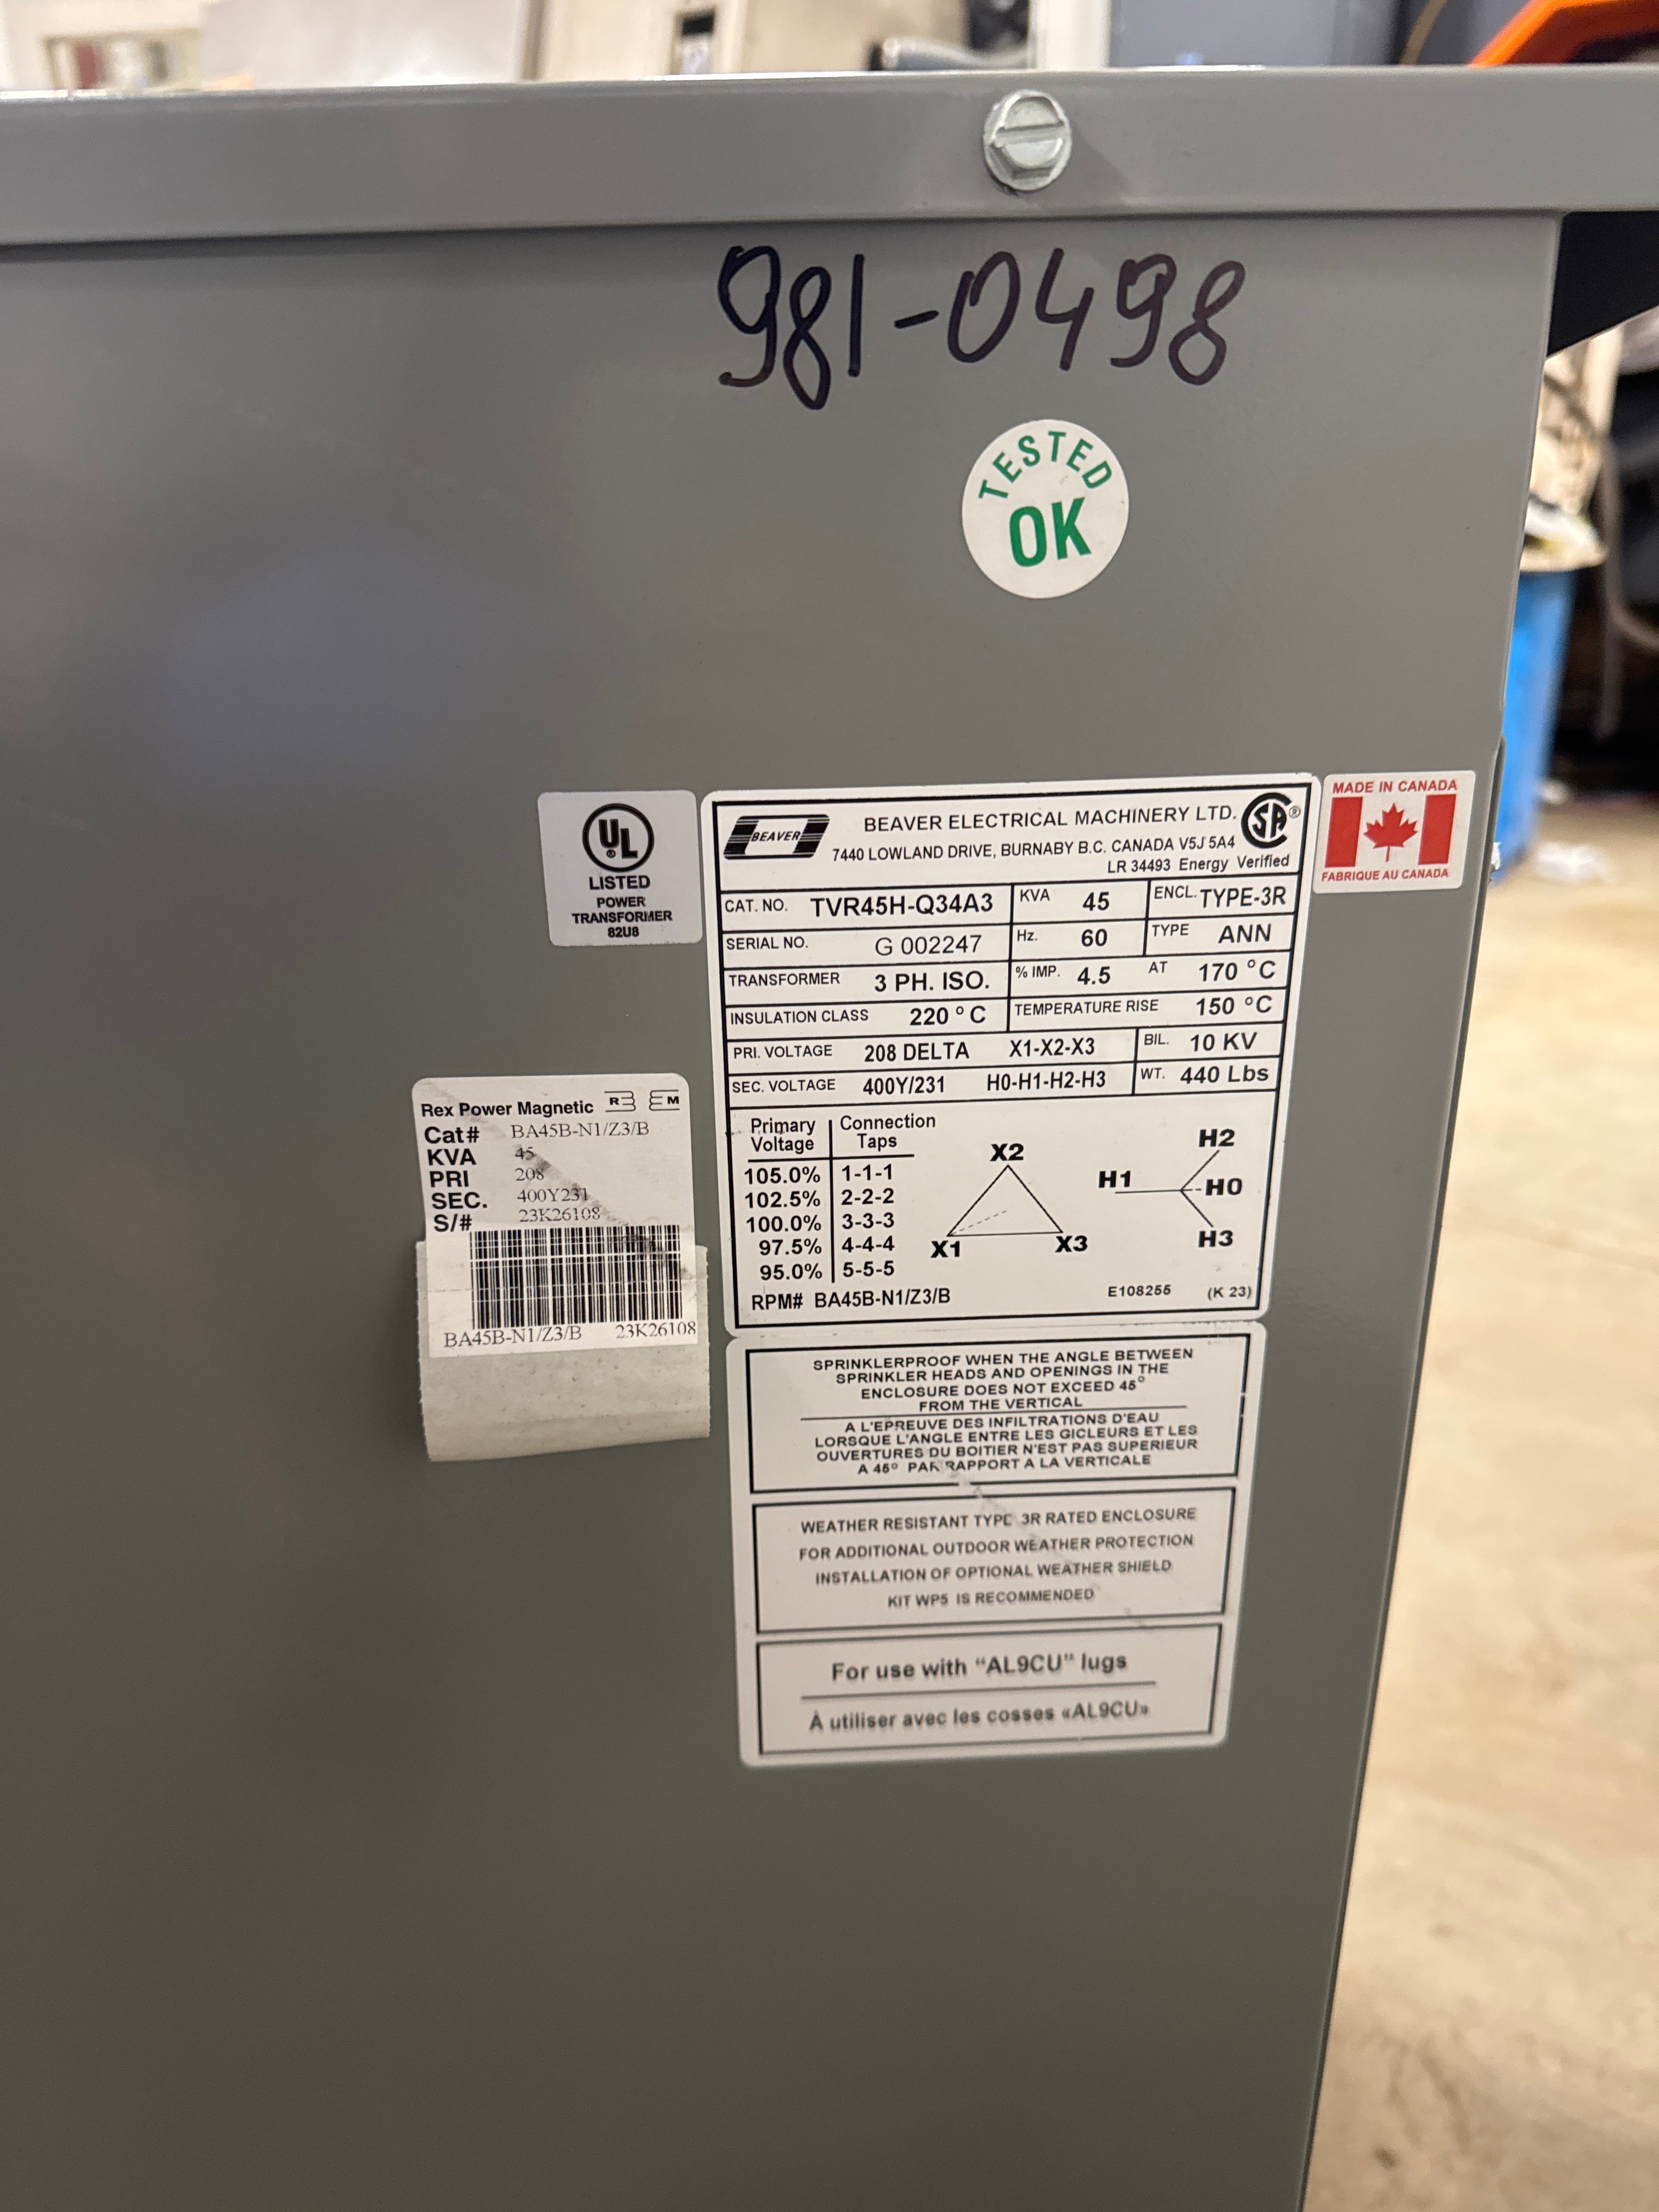 981-0498
TESTED
OK
UL
LISTED
POWER
TRANSFORMER
82U8
BEAVER
BEAVER ELECTRICAL MACHINERY LTD.
7440 LOWLAND DRIVE, BURNABY B.C. CANADA V5J 5A4
LR 34493 Energy Verified
SA®
CAT. NO. TVR45H-Q34A3 KVA 45 ENCL. TYPE-3R
SERIAL NO. G 002247 Hz. 60 TYPE ANN
TRANSFORMER 3 PH. ISO. % IMP. 4.5 AT 170 °C
INSULATION CLASS 220 °C TEMPERATURE RISE 150 °C
PRI. VOLTAGE 208 DELTA X1-X2-X3 BIL. 10 KV
SEC. VOLTAGE 400Y/231 H0-H1-H2-H3 WT. 440 Lbs
Primary Voltage Connection Taps
105.0% 1-1-1
102.5% 2-2-2
100.0% 3-3-3
97.5% 4-4-4
95.0% 5-5-5
X2
X1 X3
H2
H1 H0
H3
RPM# BA45B-N1/Z3/B E108255 (K 23)
MADE IN CANADA
FABRIQUE AU CANADA
Rex Power Magnetic R EM
Cat# BA45B-N1/Z3/B
KVA 45
PRI 208
SEC. 400Y231
S/# 23K26108
BA45B-N1/Z3/B 23K26108
SPRINKLERPROOF WHEN THE ANGLE BETWEEN
SPRINKLER HEADS AND OPENINGS IN THE
ENCLOSURE DOES NOT EXCEED 45°
FROM THE VERTICAL
A L'EPREUVE DES INFILTRATIONS D'EAU
LORSQUE L'ANGLE ENTRE LES GICLEURS ET LES
OUVERTURES DU BOITIER N'EST PAS SUPERIEUR
A 45° PAR RAPPORT A LA VERTICALE
WEATHER RESISTANT TYPE 3R RATED ENCLOSURE
FOR ADDITIONAL OUTDOOR WEATHER PROTECTION
INSTALLATION OF OPTIONAL WEATHER SHIELD
KIT WP5 IS RECOMMENDED
For use with "AL9CU" lugs
À utiliser avec les cosses «AL9CU»